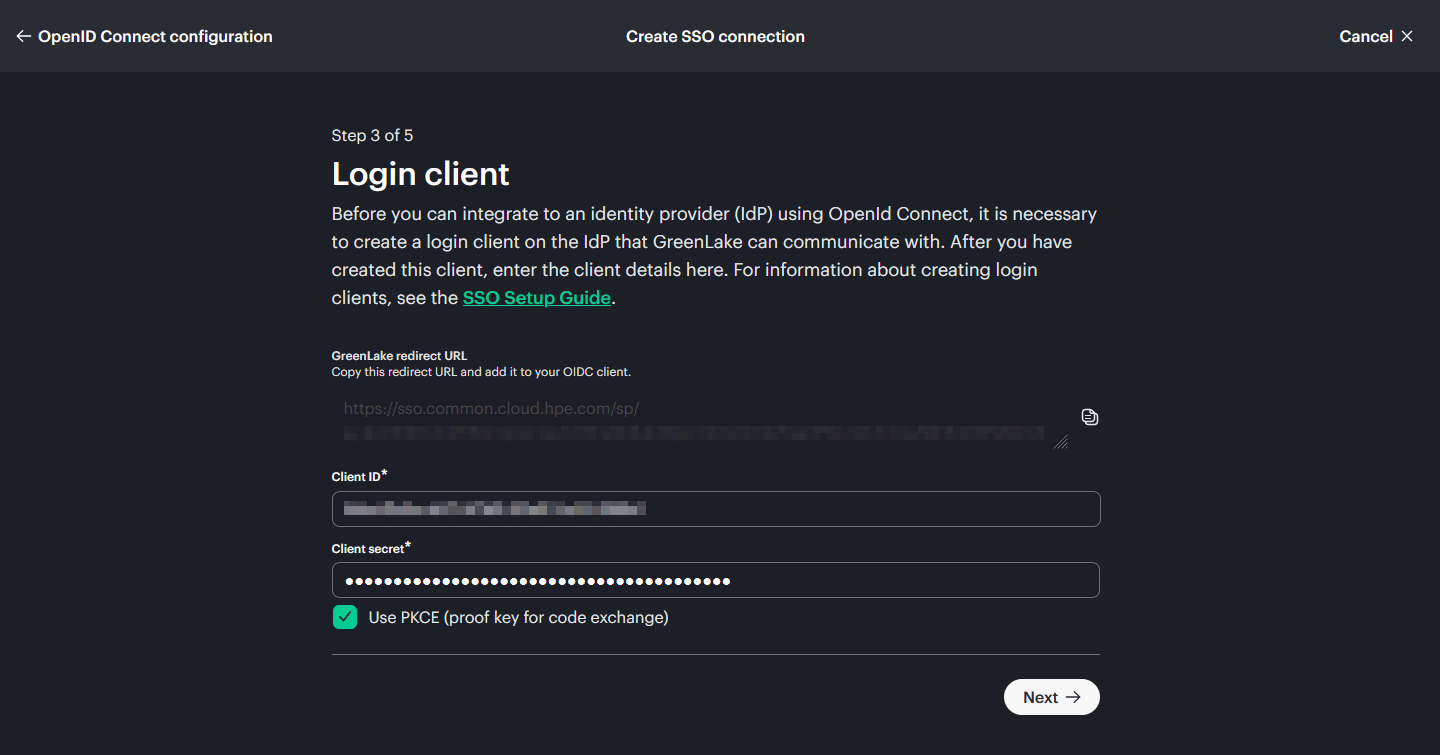 OpenID Connect configuration
Create SSO connection
Cancel
Step 3 of 5
Login client
Before you can integrate to an identity provider (IdP) using OpenId Connect, it is necessary
to create a login client on the IdP that GreenLake can communicate with. After you have
created this client, enter the client details here. For information about creating login
clients, see the SSO Setup Guide.
GreenLake redirect URL
Copy this redirect URL and add it to your OIDC client.
https://sso.common.cloud.hpe.com/sp/
Client ID*
Client secret*
Use PKCE (proof key for code exchange)
Next